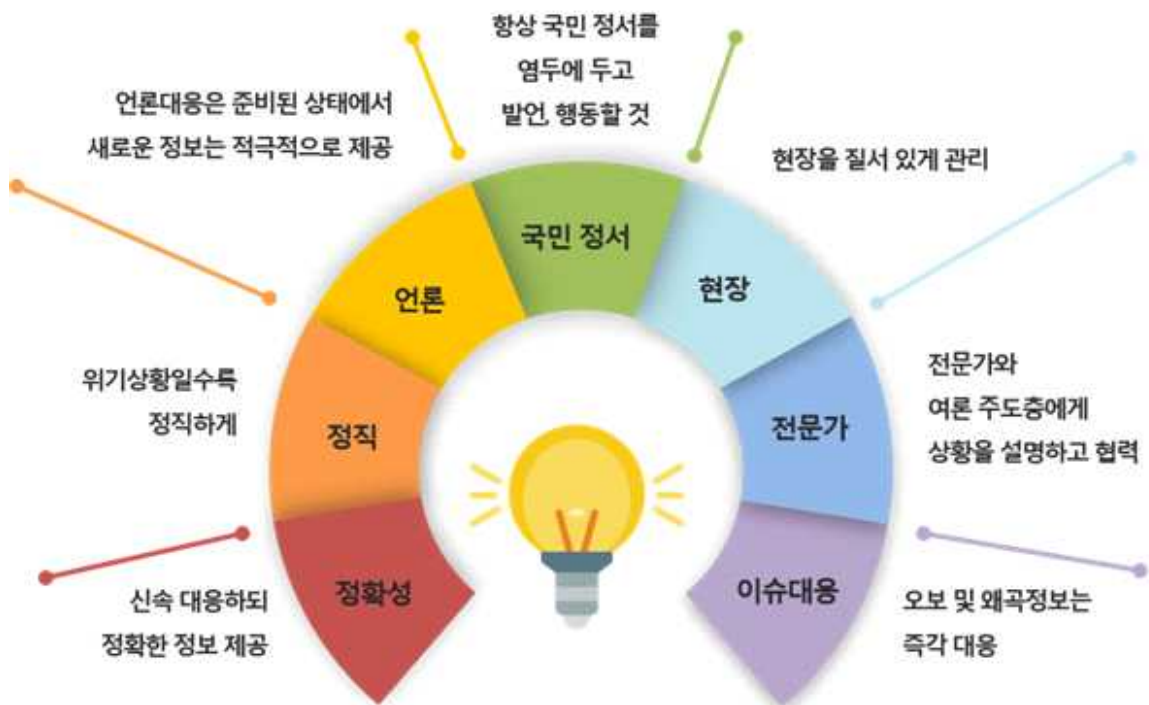 항상 국민 정서를
염두에 두고
발언, 행동할 것
언론대응은 준비된 상태에서
새로운 정보는 적극적으로 제공
현장을 질서 있게 관리
국민 정서
언론
현장
위기상황일수록
정직하게
정직
전문가
전문가와
여론 주도층에게
상황을 설명하고 협력
정확성
신속 대응하되
정확한 정보 제공
이슈대응
오보 및 왜곡정보는
즉각 대응